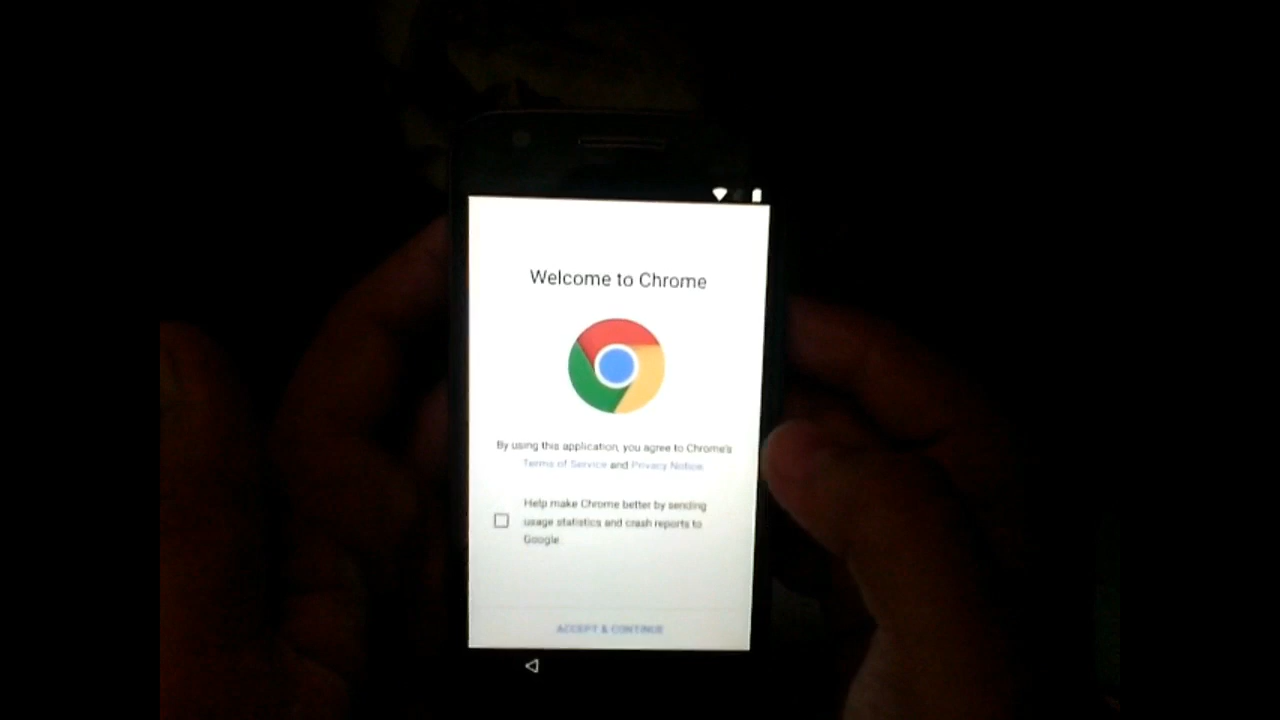 Welcome to Chrome
By using this application, you agree to Chrome's
Terms of Service and Privacy Notice.
Help make Chrome better by sending
usage statistics and crash reports to
Google.
ACCEPT & CONTINUE